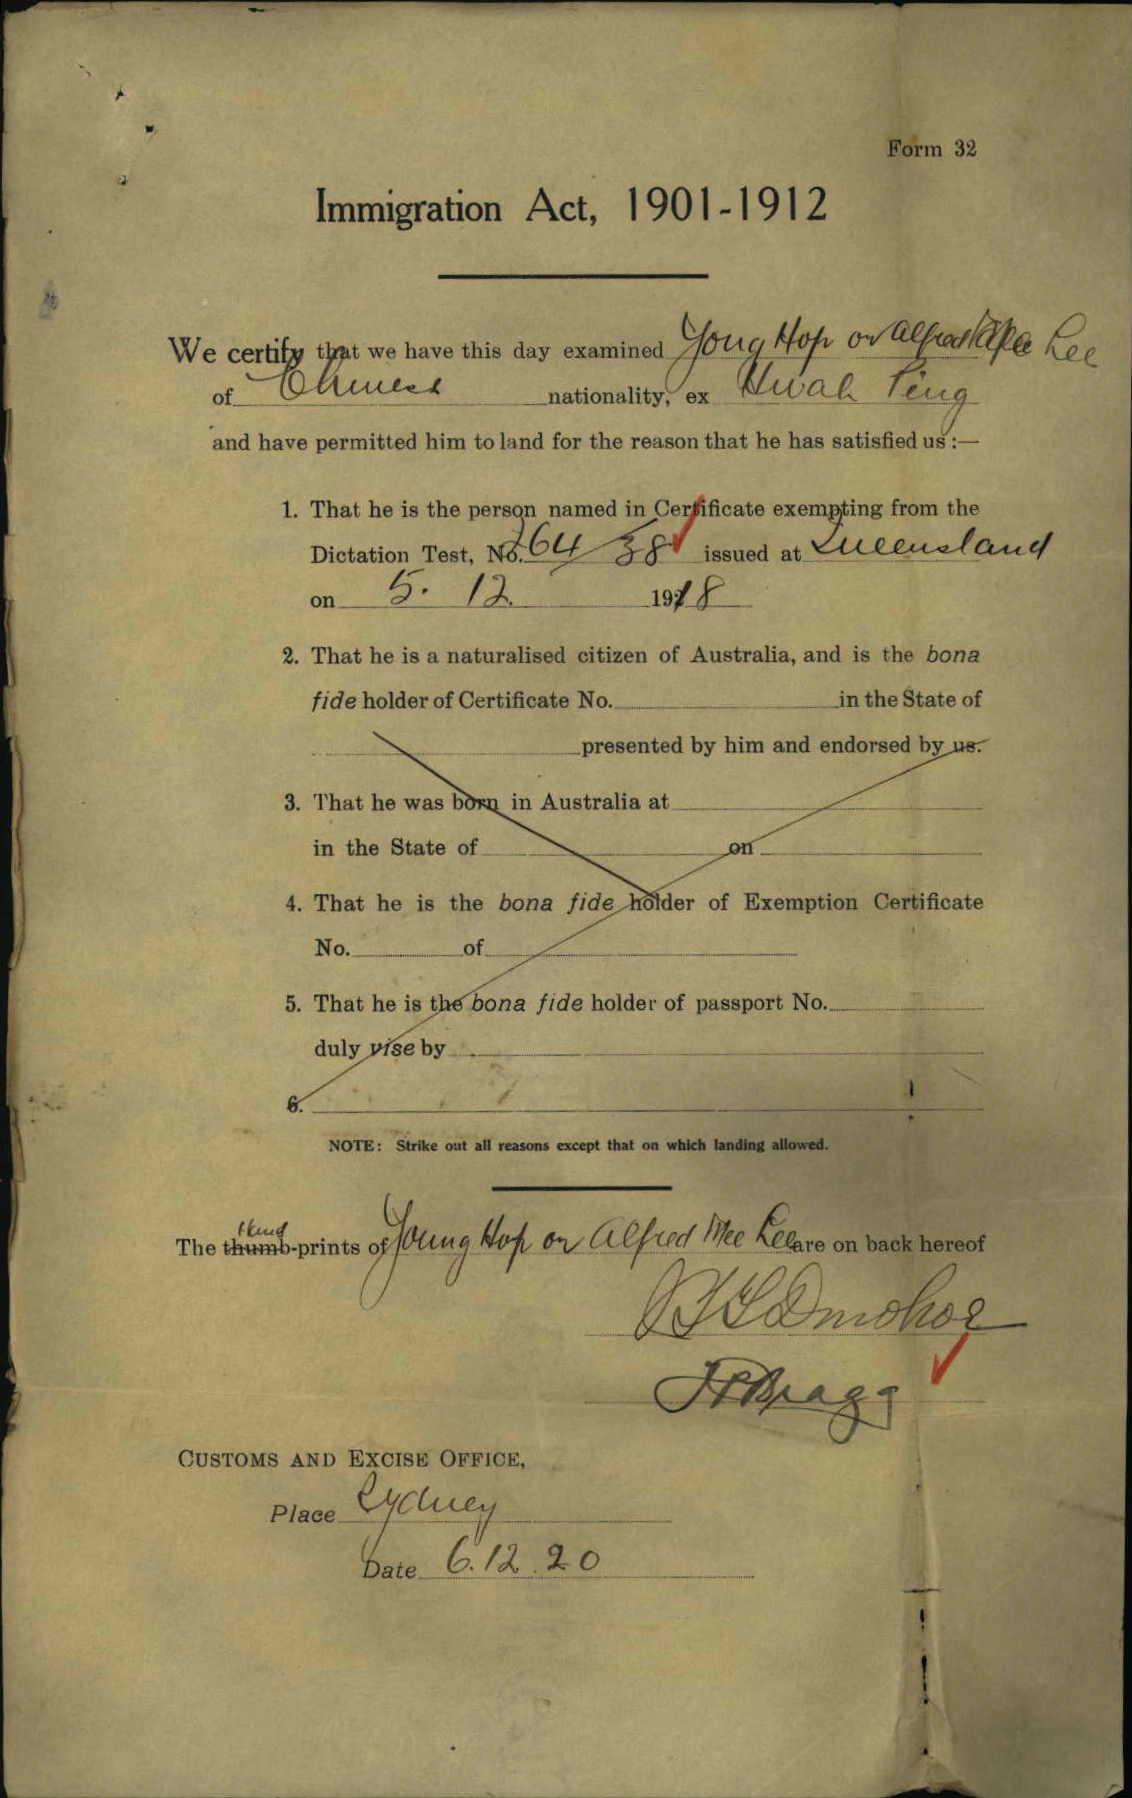 Form 32
Immigration Act, 1901-1912
We certify that we have this day examined Yong Hop or Alfred Mee Lee
of Chinese nationality, ex Hwah Ping
and have permitted him to land for the reason that he has satisfied us :—
1. That he is the person named in Certificate exempting from the
Dictation Test, No. 264/38 issued at Queensland
on 5. 12. 1918
2. That he is a naturalised citizen of Australia, and is the bona
fide holder of Certificate No. in the State of
presented by him and endorsed by us.
3. That he was born in Australia at
in the State of on
4. That he is the bona fide holder of Exemption Certificate
No. of
5. That he is the bona fide holder of passport No.
duly vise by
6.
NOTE: Strike out all reasons except that on which landing allowed.
Hand
The thumb-prints of Young Hop or Alfred Mee Lee are on back hereof
Donohoe
Bragg
CUSTOMS AND EXCISE OFFICE,
Place Sydney
Date 6.12.20